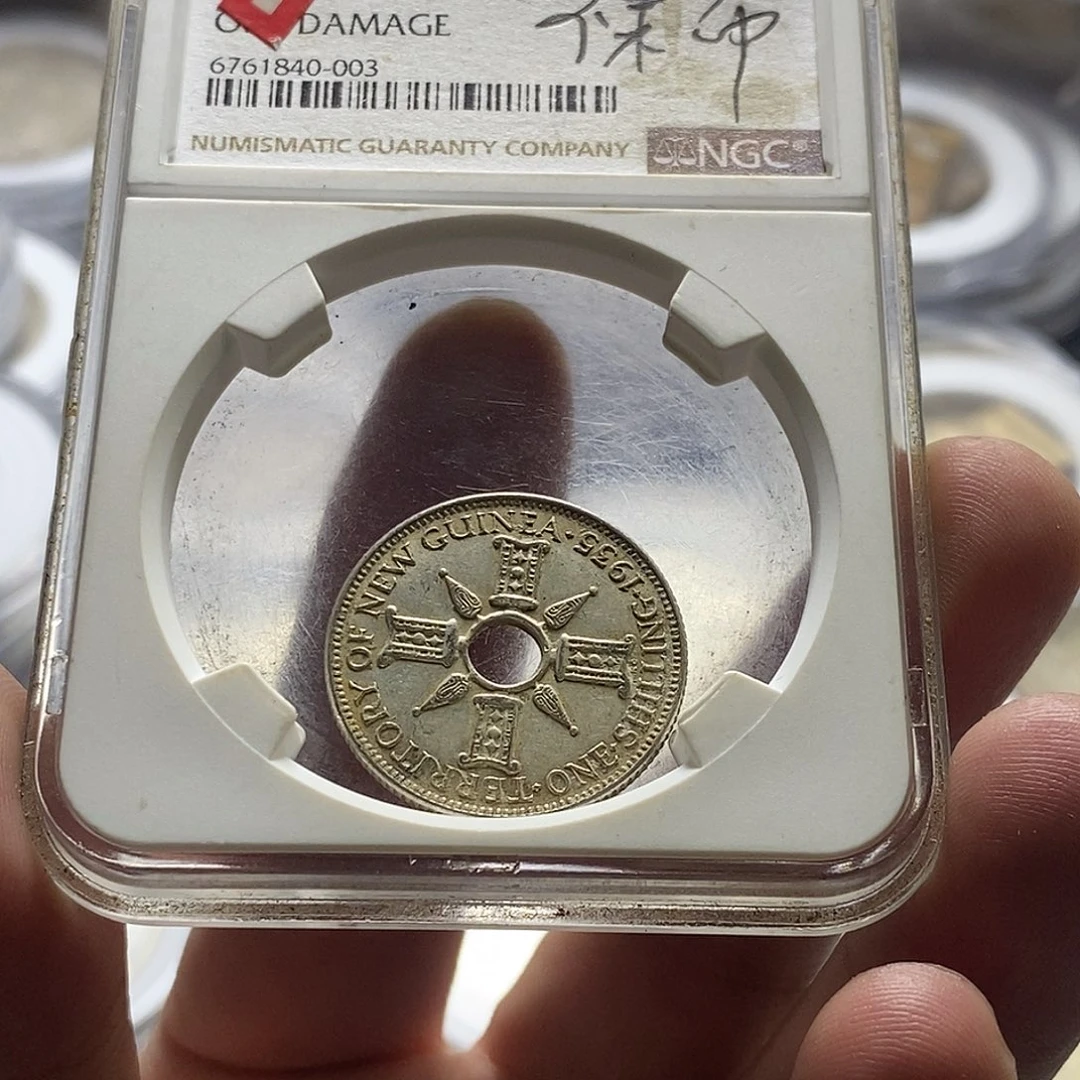 DAMAGE
6761840-003
NUMISMATIC GUARANTY COMPANY NGC®
TERRITORY OF NEW GUINEA·1935·
ONE·SHILLING·